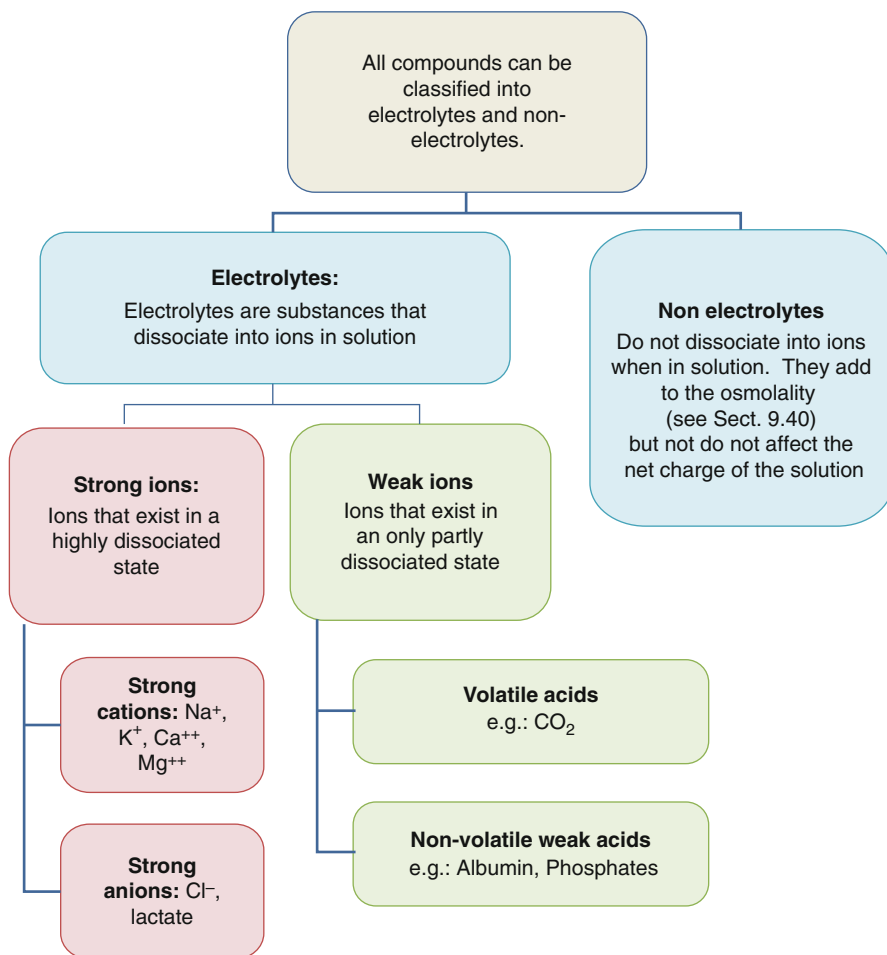 All compounds can be
classified into
electrolytes and non-
electrolytes.
Electrolytes:
Electrolytes are substances that
dissociate into ions in solution
Non electrolytes
Do not dissociate into ions
when in solution. They add
to the osmolality
(see Sect. 9.40)
but not do not affect the
net charge of the solution
Strong ions:
Ions that exist in a
highly dissociated
state
Weak ions
Ions that exist in
an only partly
dissociated state
Strong
cations: Na⁺,
K⁺, Ca⁺⁺,
Mg⁺⁺
Volatile acids
e.g.: CO₂
Strong
anions: Cl⁻,
lactate
Non-volatile weak acids
e.g.: Albumin, Phosphates